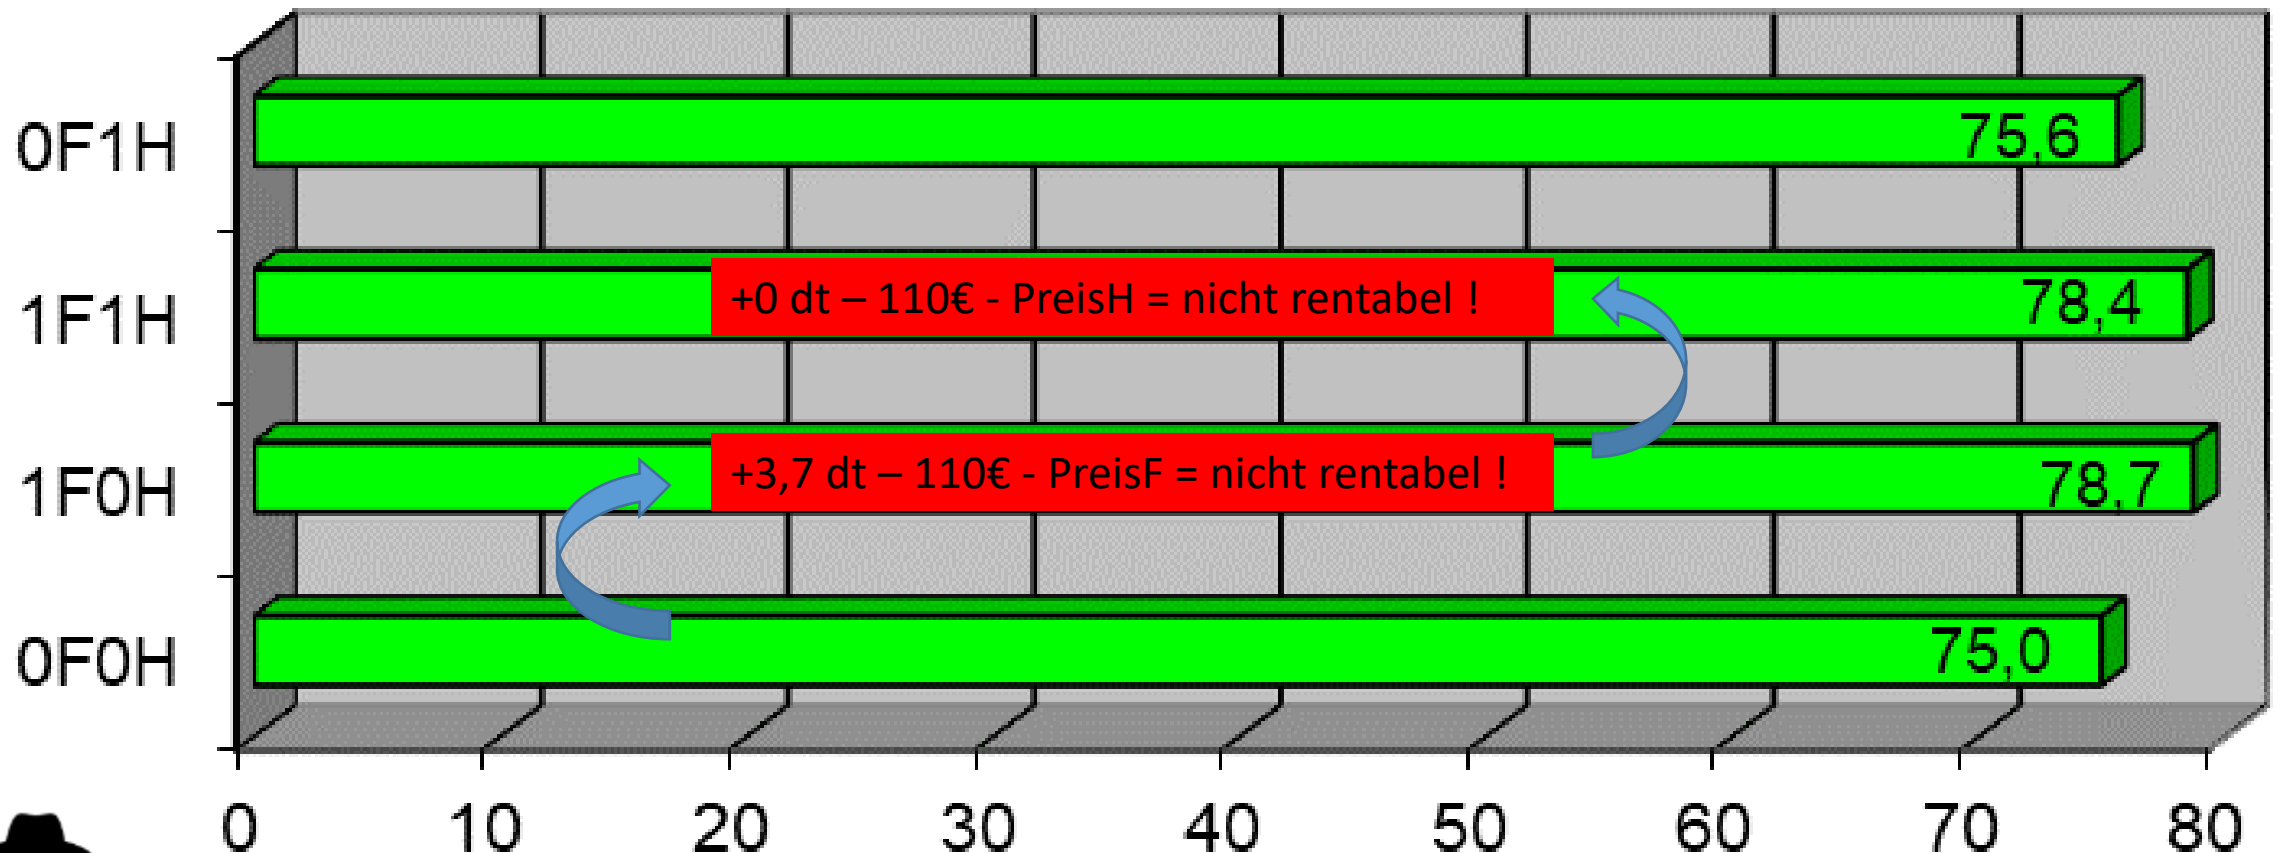 0F1H
75,6
1F1H
+0 dt – 110€ - PreisH = nicht rentabel !
78,4
1F0H
+3,7 dt – 110€ - PreisF = nicht rentabel !
78,7
0F0H
75,0
0 10 20 30 40 50 60 70 80